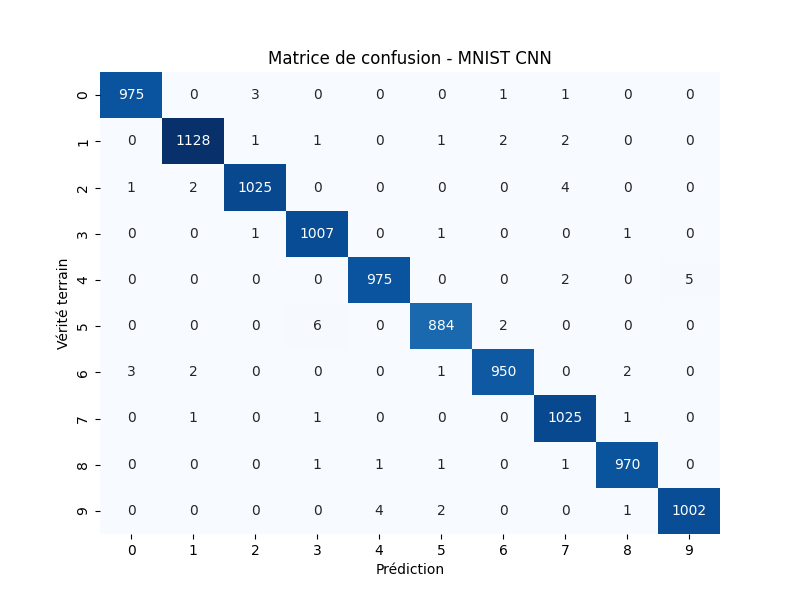 Matrice de confusion - MNIST CNN
0 975 0 3 0 0 0 1 1 0 0
1 0 1128 1 1 0 1 2 2 0 0
2 1 2 1025 0 0 0 0 4 0 0
3 0 0 1 1007 0 1 0 0 1 0
4 0 0 0 0 975 0 0 2 0 5
5 0 0 0 6 0 884 2 0 0 0
6 3 2 0 0 0 1 950 0 2 0
7 0 1 0 1 0 0 0 1025 1 0
8 0 0 0 1 1 1 0 1 970 0
9 0 0 0 0 4 2 0 0 1 1002
0 1 2 3 4 5 6 7 8 9
Prédiction
Vérité terrain